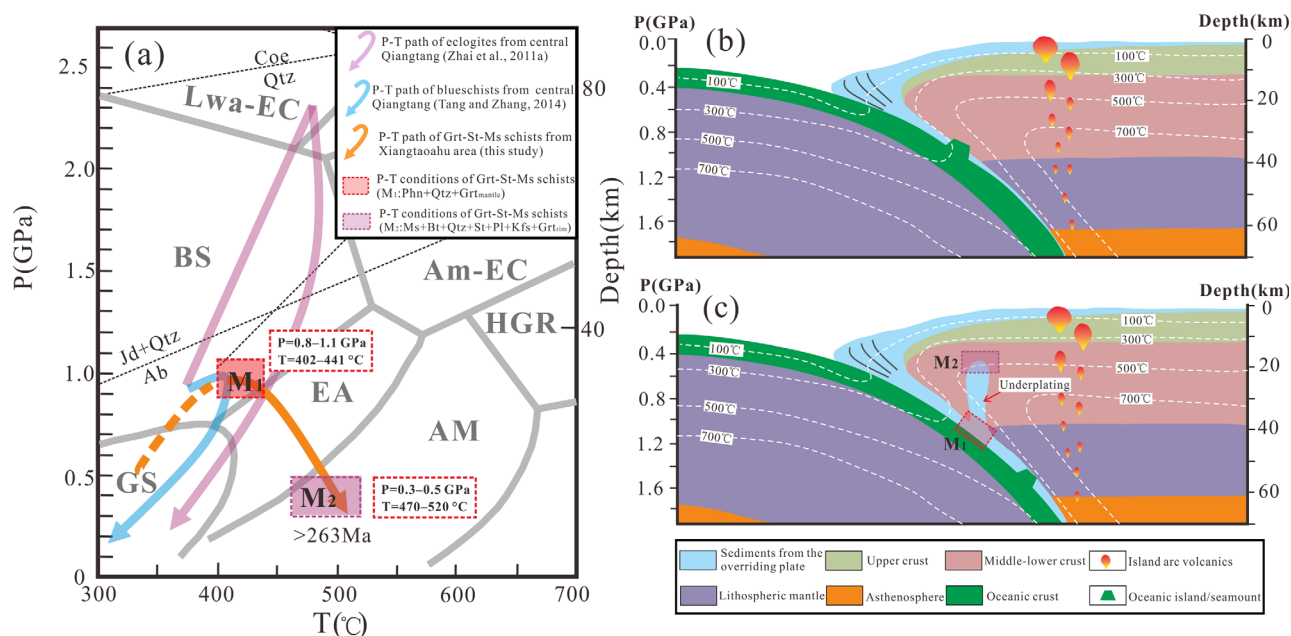 (a)
P-T path of eclogites from central
Qiangtang (Zhai et al., 2011a)
P-T path of blueschists from central
Qiangtang (Tang and Zhang, 2014)
P-T path of Grt-St-Ms schists from
Xiangtaohu area (this study)
P-T conditions of Grt-St-Ms schists
(M1:Phn+Qtz+Grtmantle)
P-T conditions of Grt-St-Ms schists
(M2:Ms+Bt+Qtz+St+Pl+Kfs+Grtrim)
Coe
Qtz
Lwa-EC
BS
Am-EC
HGR
Jd+Qtz
Ab
M1
P=0.8–1.1 GPa
T=402–441 °C
EA
AM
GS
M2
P=0.3–0.5 GPa
T=470–520 °C
>263Ma
P(GPa)
2.5
2.0
1.5
1.0
0.5
0
300
400
500
600
700
T(℃)
Depth(km)
80
40
P(GPa)
(b)
Depth(km)
0.0
0.4
0.8
1.2
1.6
0
20
40
60
100℃
300℃
500℃
700℃
100℃
300℃
500℃
700℃
P(GPa)
(c)
Depth(km)
0.0
0.4
0.8
1.2
1.6
0
20
40
60
100℃
300℃
500℃
700℃
100℃
300℃
500℃
700℃
M2
Underplating
M1
Sediments from the
overriding plate
Upper crust
Middle-lower crust
Island arc volcanics
Lithospheric mantle
Asthenosphere
Oceanic crust
Oceanic island/seamount